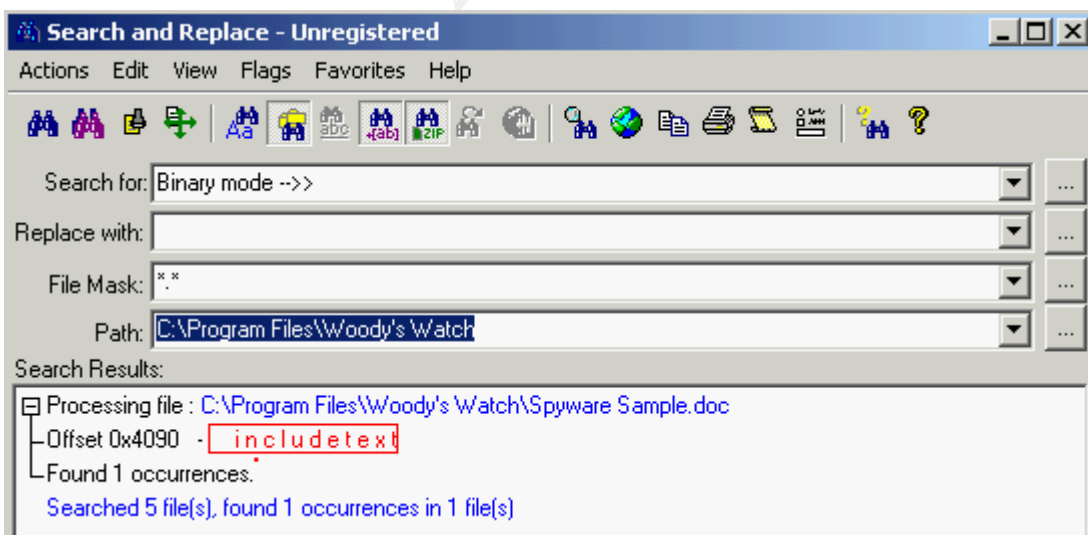 Search and Replace - Unregistered
Actions Edit View Flags Favorites Help
Search for: Binary mode -->>
...
Replace with:
...
File Mask: *.*
...
Path: C:\Program Files\Woody's Watch
...
Search Results:
Processing file : C:\Program Files\Woody's Watch\Spyware Sample.doc
Offset 0x4090 - i n c l u d e t e x t
Found 1 occurrences.
Searched 5 file(s), found 1 occurrences in 1 file(s)